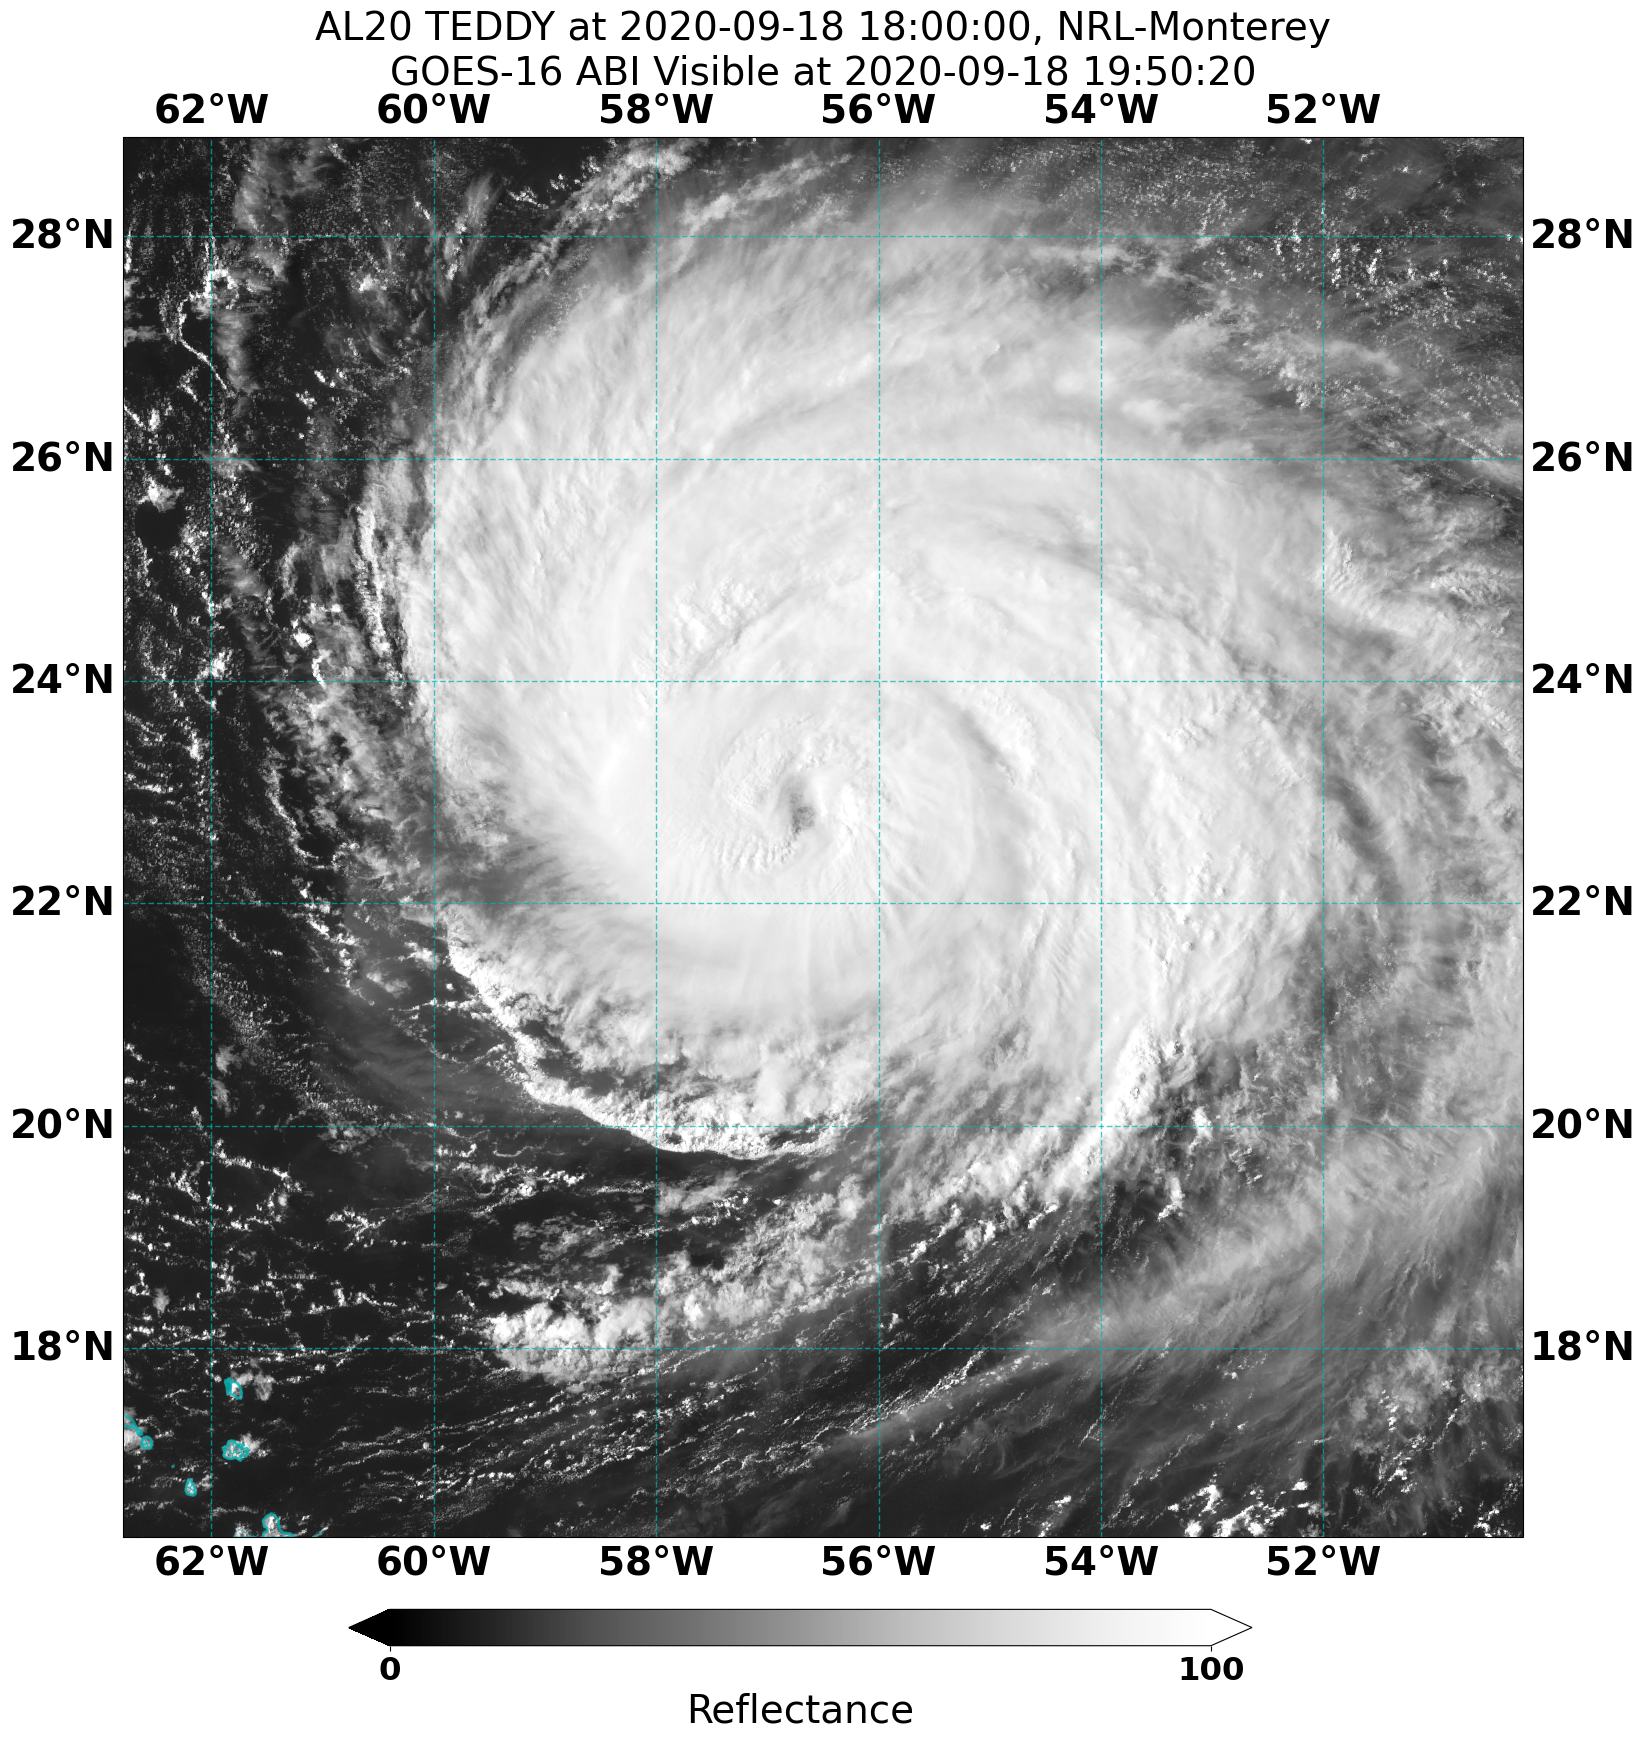 AL20 TEDDY at 2020-09-18 18:00:00, NRL-Monterey
GOES-16 ABI Visible at 2020-09-18 19:50:20
62°W 60°W 58°W 56°W 54°W 52°W
28°N 28°N
26°N 26°N
24°N 24°N
22°N 22°N
20°N 20°N
18°N 18°N
62°W 60°W 58°W 56°W 54°W 52°W
0 100
Reflectance